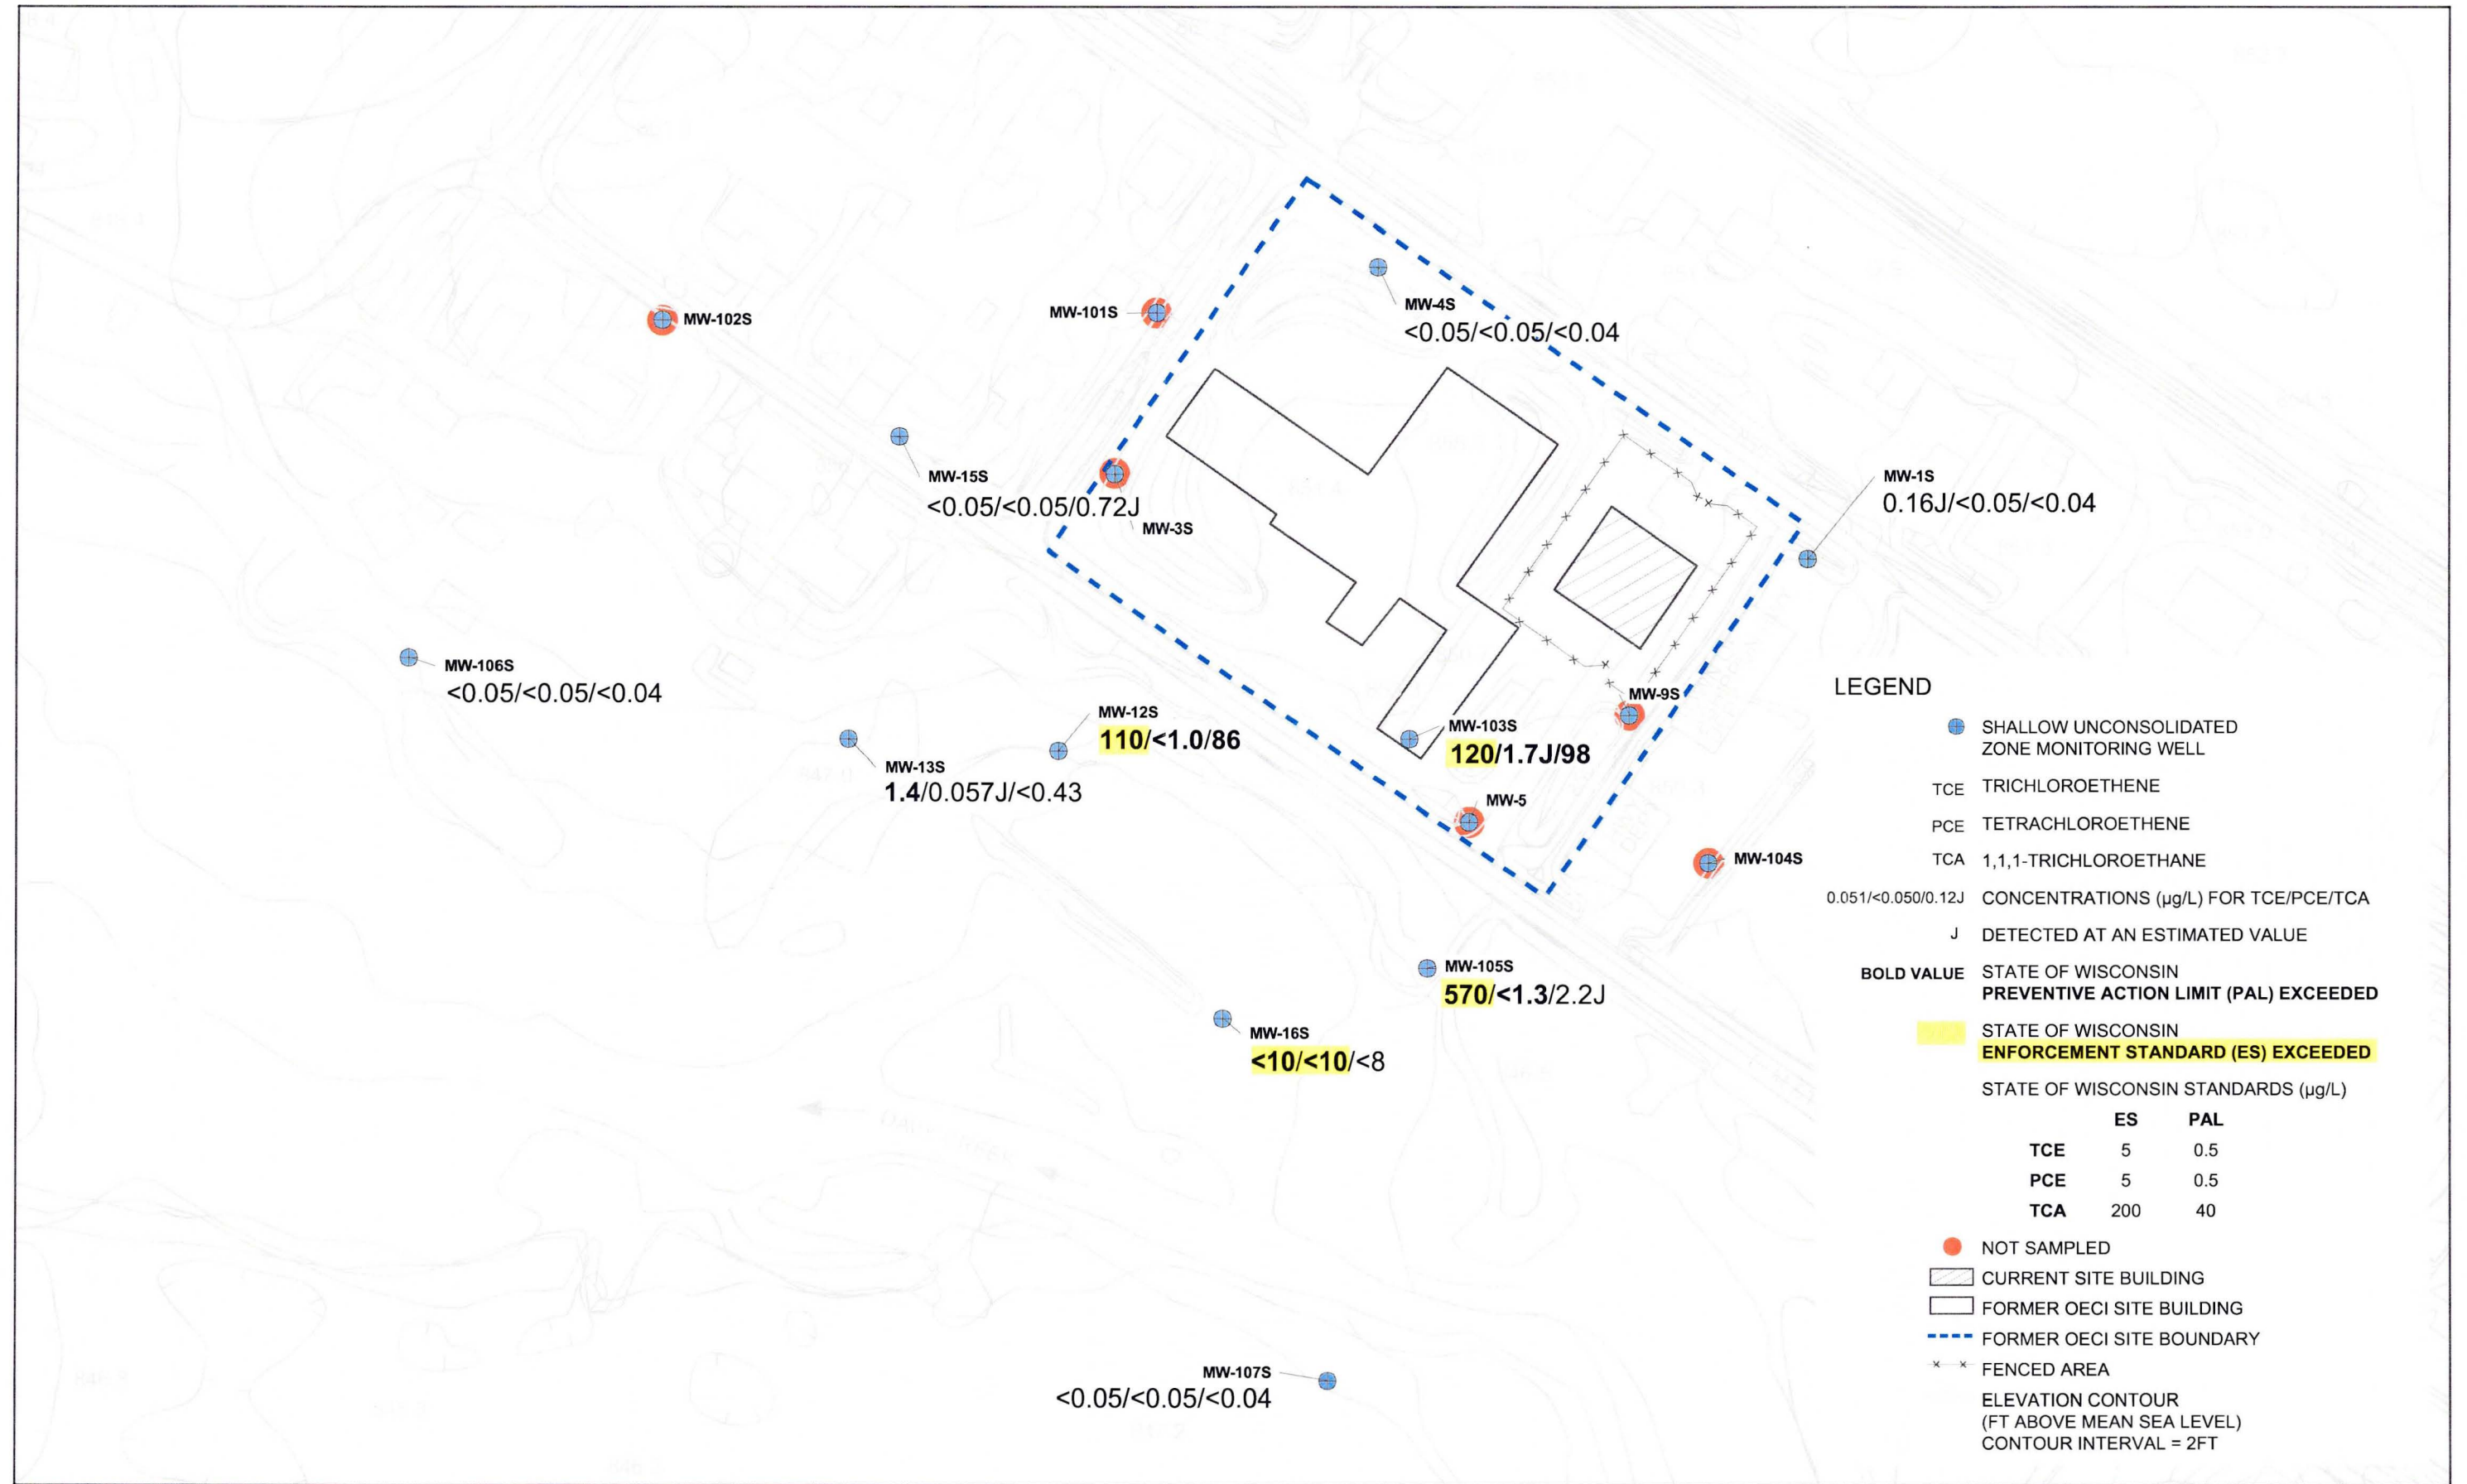 MW-102S
MW-101S
MW-4S
<0.05/<0.05/<0.04
MW-15S
<0.05/<0.05/0.72J
MW-3S
MW-1S
0.16J/<0.05/<0.04
MW-106S
<0.05/<0.05/<0.04
MW-12S
110/<1.0/86
MW-13S
1.4/0.057J/<0.43
MW-103S
120/1.7J/98
MW-9S
MW-5
MW-104S
MW-105S
570/<1.3/2.2J
MW-16S
<10/<10/<8
MW-107S
<0.05/<0.05/<0.04
LEGEND
SHALLOW UNCONSOLIDATED
ZONE MONITORING WELL
TCE TRICHLOROETHENE
PCE TETRACHLOROETHENE
TCA 1,1,1-TRICHLOROETHANE
0.051/<0.050/0.12J CONCENTRATIONS (µg/L) FOR TCE/PCE/TCA
J DETECTED AT AN ESTIMATED VALUE
BOLD VALUE STATE OF WISCONSIN
PREVENTIVE ACTION LIMIT (PAL) EXCEEDED
STATE OF WISCONSIN
ENFORCEMENT STANDARD (ES) EXCEEDED
STATE OF WISCONSIN STANDARDS (µg/L)
ES PAL
TCE 5 0.5
PCE 5 0.5
TCA 200 40
NOT SAMPLED
CURRENT SITE BUILDING
FORMER OECI SITE BUILDING
FORMER OECI SITE BOUNDARY
x x FENCED AREA
ELEVATION CONTOUR
(FT ABOVE MEAN SEA LEVEL)
CONTOUR INTERVAL = 2FT